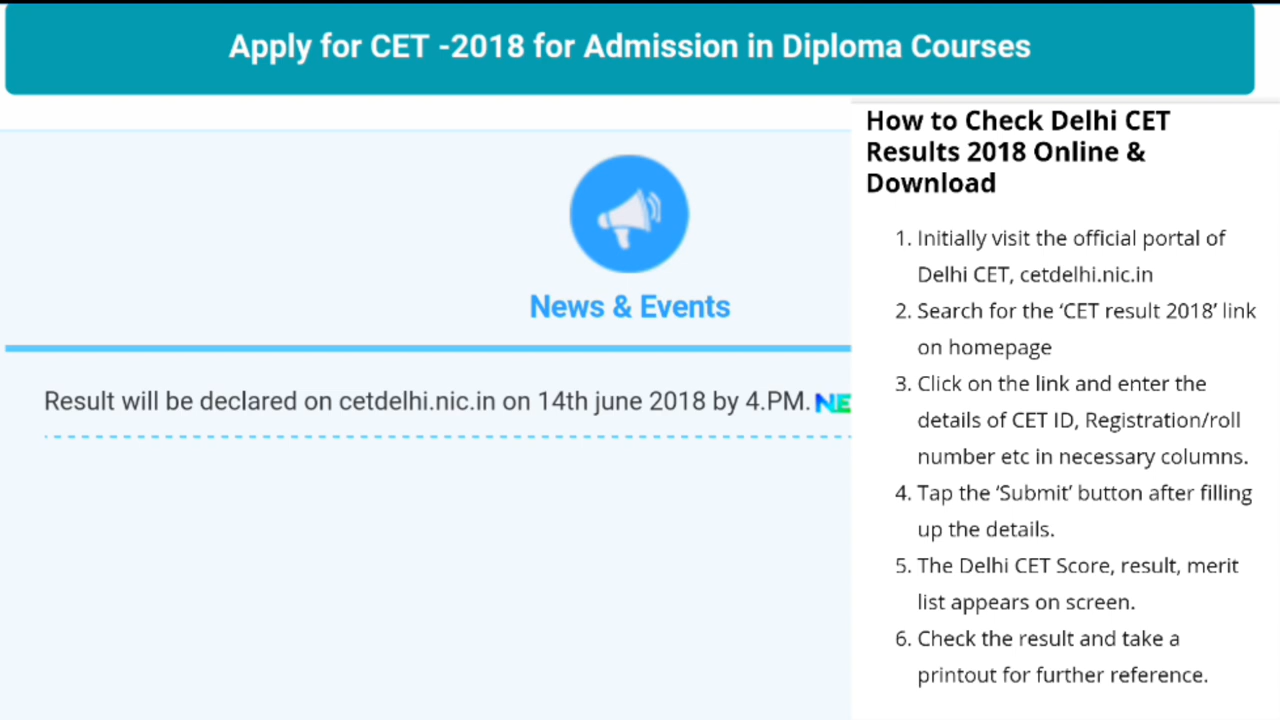 Apply for CET -2018 for Admission in Diploma Courses
News & Events
Result will be declared on cetdelhi.nic.in on 14th june 2018 by 4.PM. NE
How to Check Delhi CET
Results 2018 Online &
Download
1. Initially visit the official portal of
Delhi CET, cetdelhi.nic.in
2. Search for the ‘CET result 2018’ link
on homepage
3. Click on the link and enter the
details of CET ID, Registration/roll
number etc in necessary columns.
4. Tap the ‘Submit’ button after filling
up the details.
5. The Delhi CET Score, result, merit
list appears on screen.
6. Check the result and take a
printout for further reference.